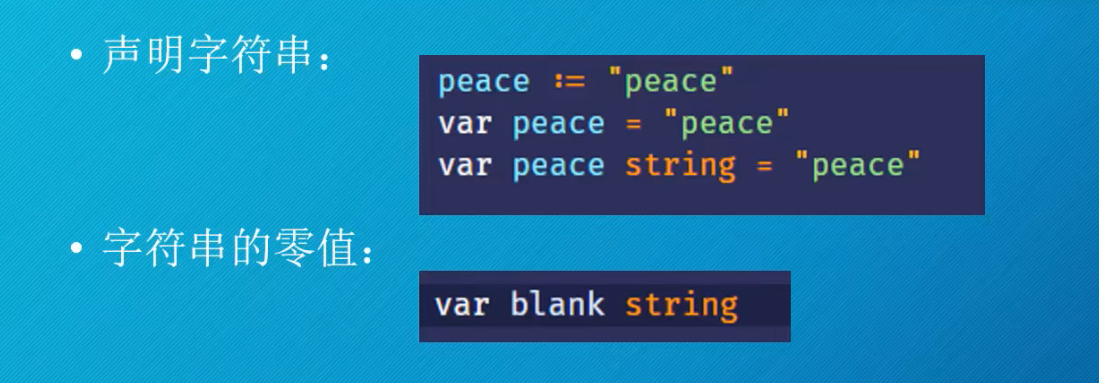 • 声明字符串：
peace := "peace"
var peace = "peace"
var peace string = "peace"
• 字符串的零值：
var blank string